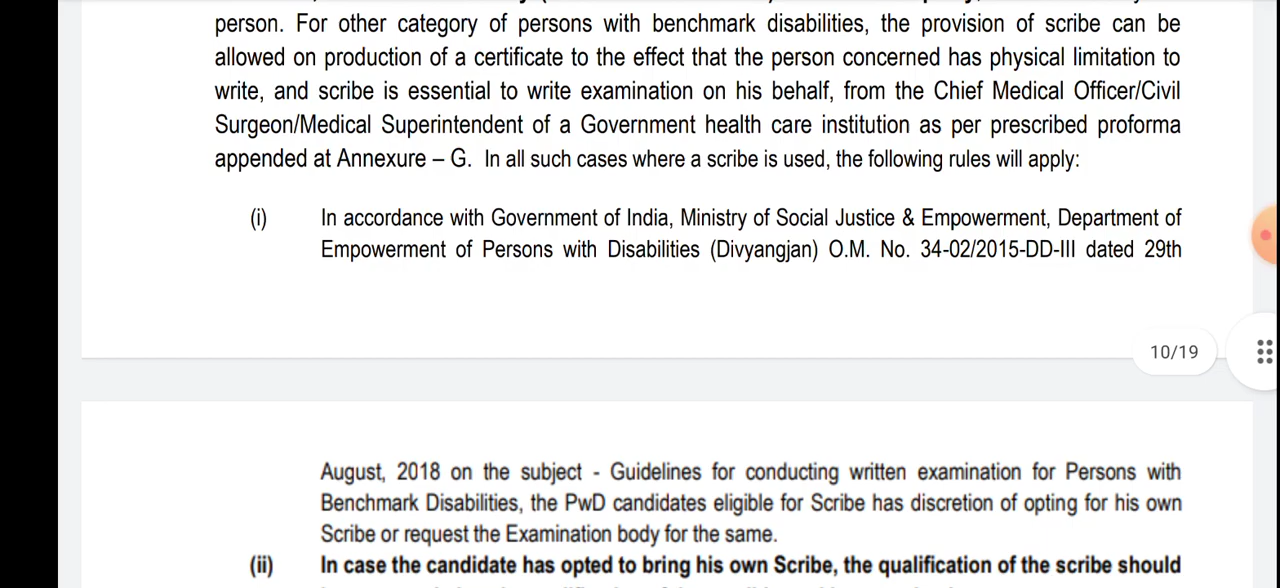 person. For other category of persons with benchmark disabilities, the provision of scribe can be
allowed on production of a certificate to the effect that the person concerned has physical limitation to
write, and scribe is essential to write examination on his behalf, from the Chief Medical Officer/Civil
Surgeon/Medical Superintendent of a Government health care institution as per prescribed proforma
appended at Annexure – G. In all such cases where a scribe is used, the following rules will apply:
(i) In accordance with Government of India, Ministry of Social Justice & Empowerment, Department of
Empowerment of Persons with Disabilities (Divyangjan) O.M. No. 34-02/2015-DD-III dated 29th
10/19
August, 2018 on the subject - Guidelines for conducting written examination for Persons with
Benchmark Disabilities, the PwD candidates eligible for Scribe has discretion of opting for his own
Scribe or request the Examination body for the same.
(ii) In case the candidate has opted to bring his own Scribe, the qualification of the scribe should